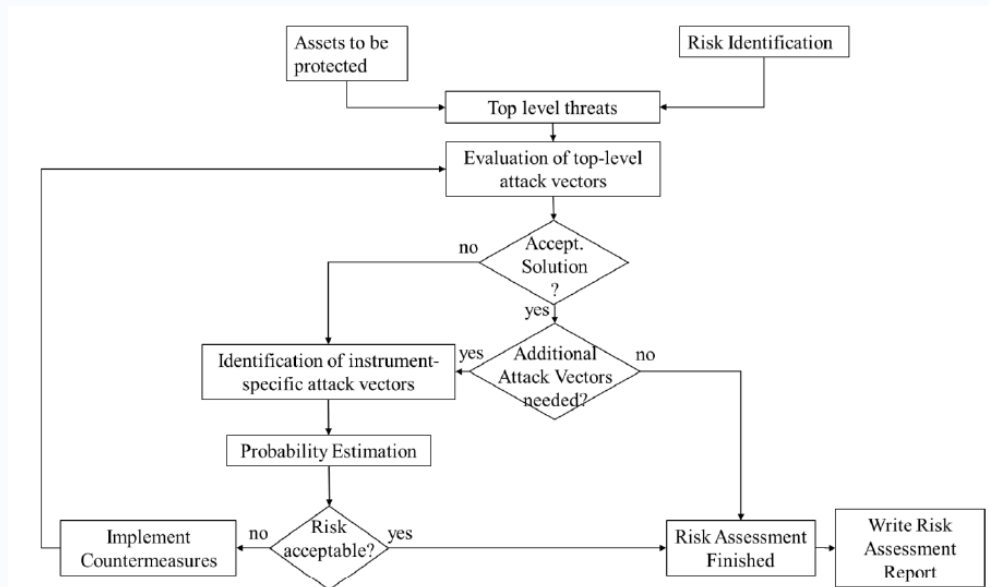 Assets to be
protected
Risk Identification
Top level threats
Evaluation of top-level
attack vectors
no
Accept.
Solution
?
yes
Identification of instrument-
specific attack vectors
yes
Additional
Attack Vectors
needed?
no
Probability Estimation
Implement
Countermeasures
no
Risk
acceptable?
yes
Risk Assessment
Finished
Write Risk
Assessment
Report